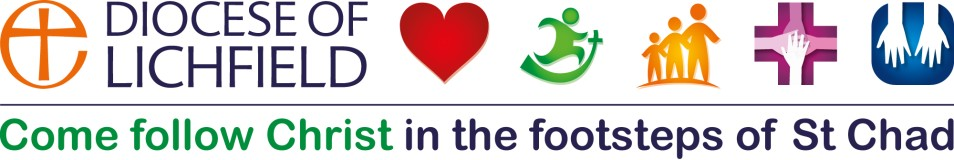 DIOCESE OF
LICHFIELD
Come follow Christ in the footsteps of St Chad